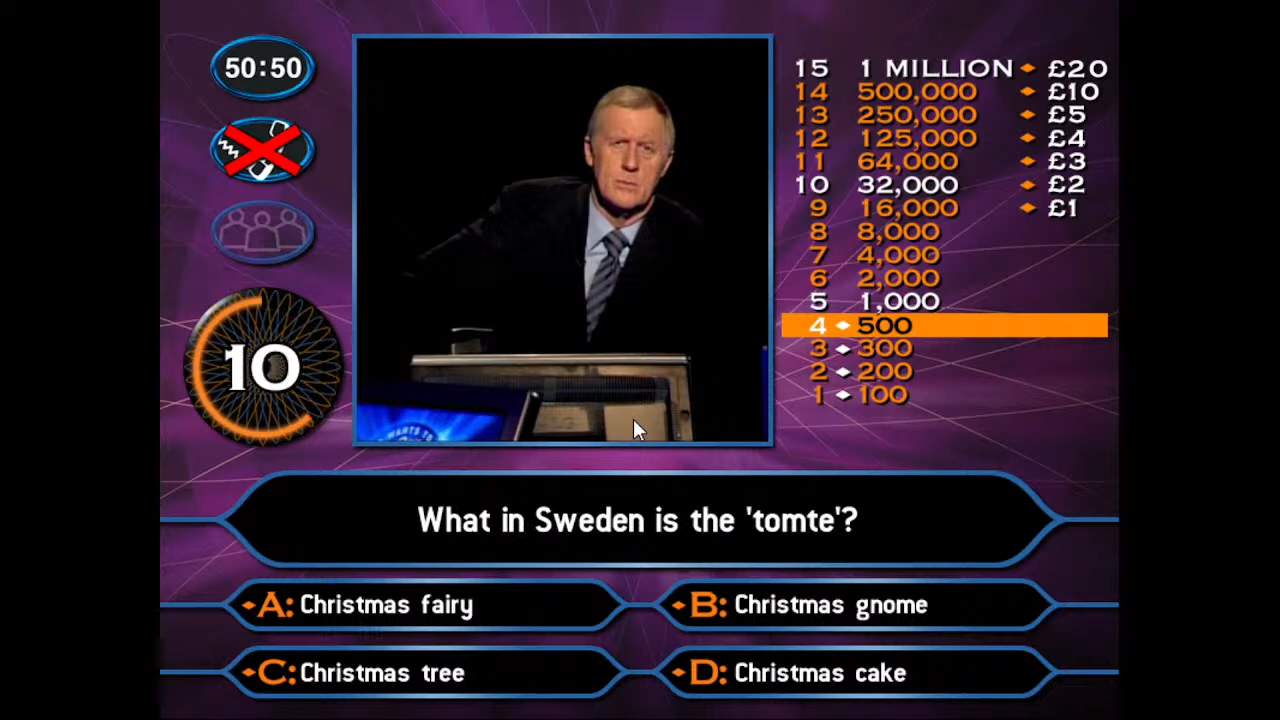 50:50
15 1 MILLION £20
14 500,000 £10
13 250,000 £5
12 125,000 £4
11 64,000 £3
10 32,000 £2
9 16,000 £1
8 8,000
7 4,000
6 2,000
5 1,000
4 500
3 300
2 200
1 100
10
WANTS TO
What in Sweden is the 'tomte'?
A: Christmas fairy
B: Christmas gnome
C: Christmas tree
D: Christmas cake